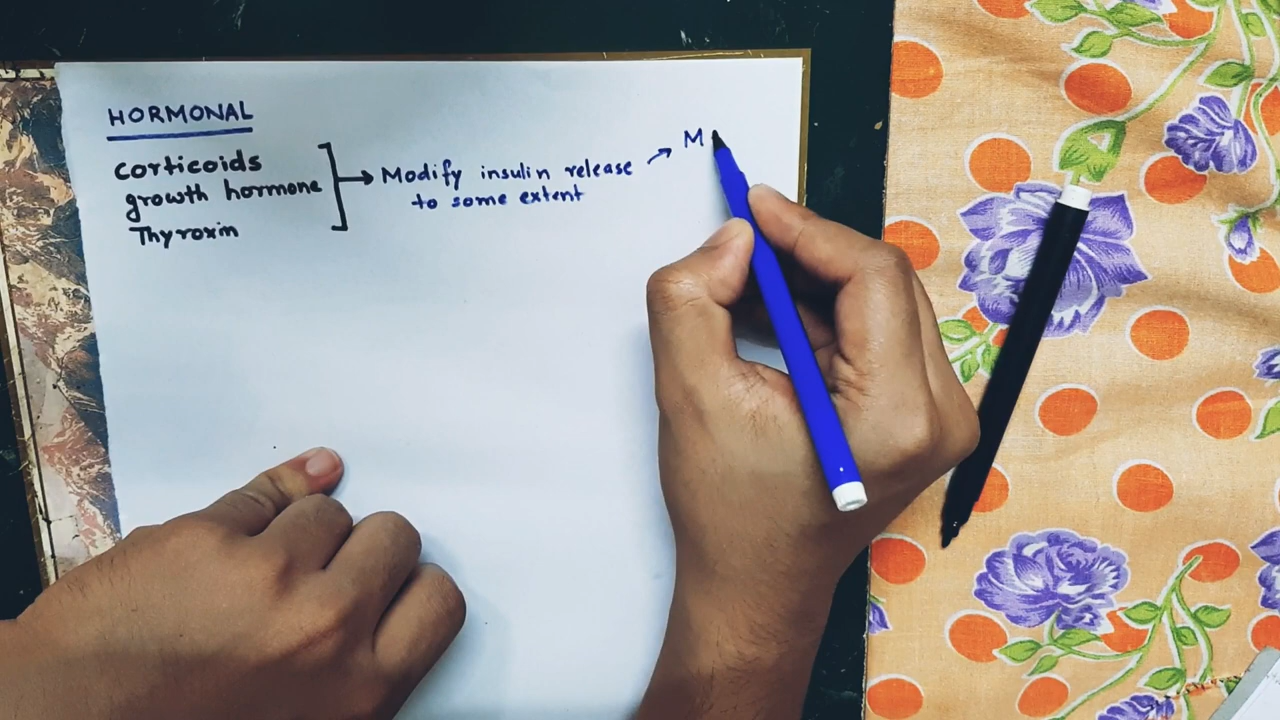 HORMONAL
Corticoids
growth hormone
Thyroxin
→ Modify insulin release
to some extent
↗ M